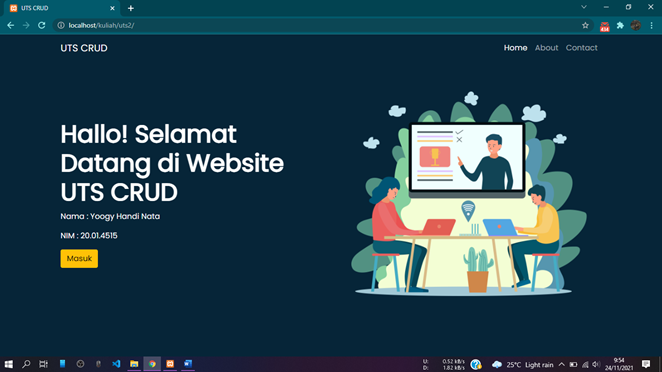 UTS CRUD
localhost/kuliah/uts2/
434
UTS CRUD
Home About Contact
Hallo! Selamat
Datang di Website
UTS CRUD
Nama : Yoogy Handi Nata
NIM : 20.01.4515
Masuk
U: 0.52 kB/s
D: 1.82 kB/s
25°C Light rain
9:54
24/11/2021